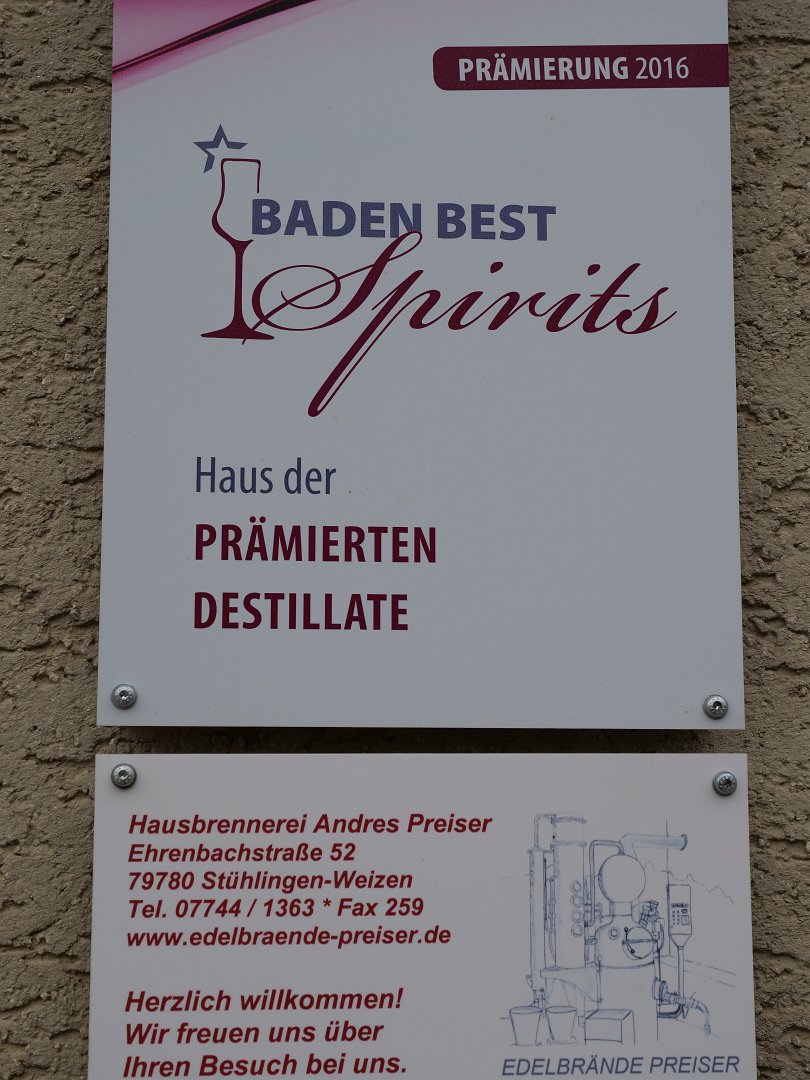 PRÄMIERUNG 2016
BADEN BEST
Spirits
Haus der
PRÄMIERTEN
DESTILLATE
Hausbrennerei Andres Preiser
Ehrenbachstraße 52
79780 Stühlingen-Weizen
Tel. 07744 / 1363 * Fax 259
www.edelbraende-preiser.de
Herzlich willkommen!
Wir freuen uns über
Ihren Besuch bei uns.
EDELBRÄNDE PREISER